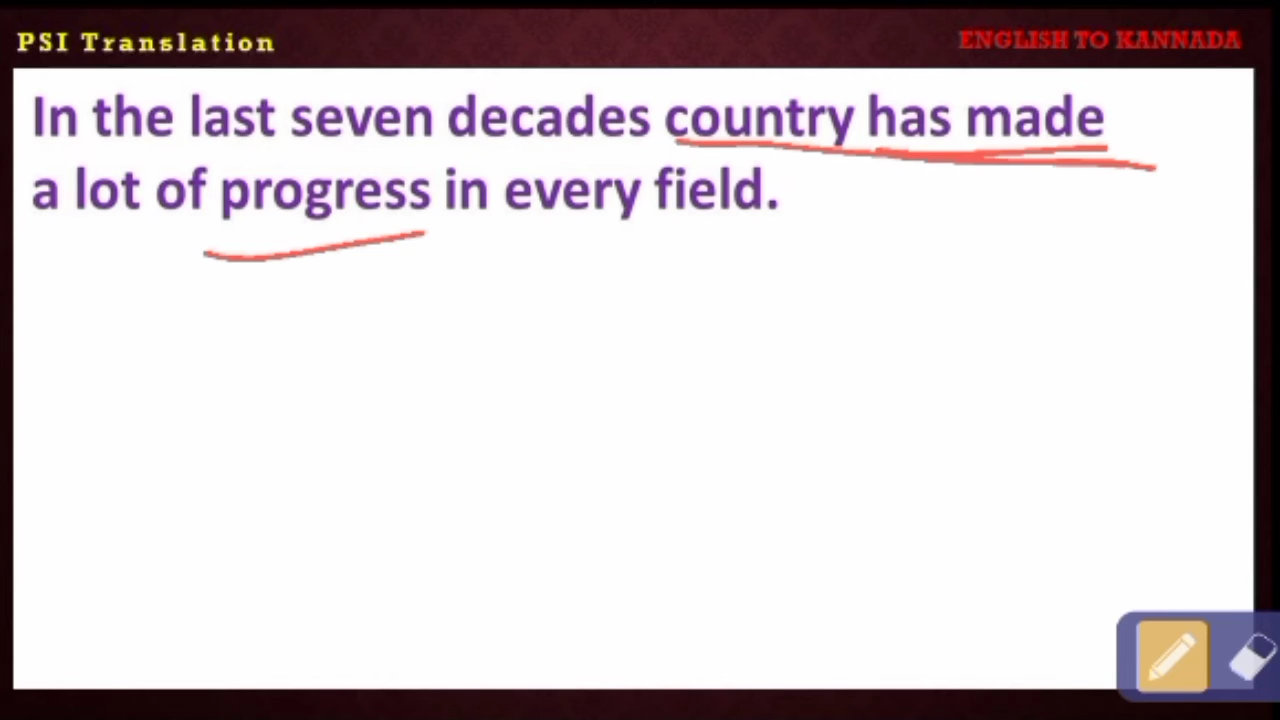 PSI Translation
ENGLISH TO KANNADA
In the last seven decades country has made
a lot of progress in every field.